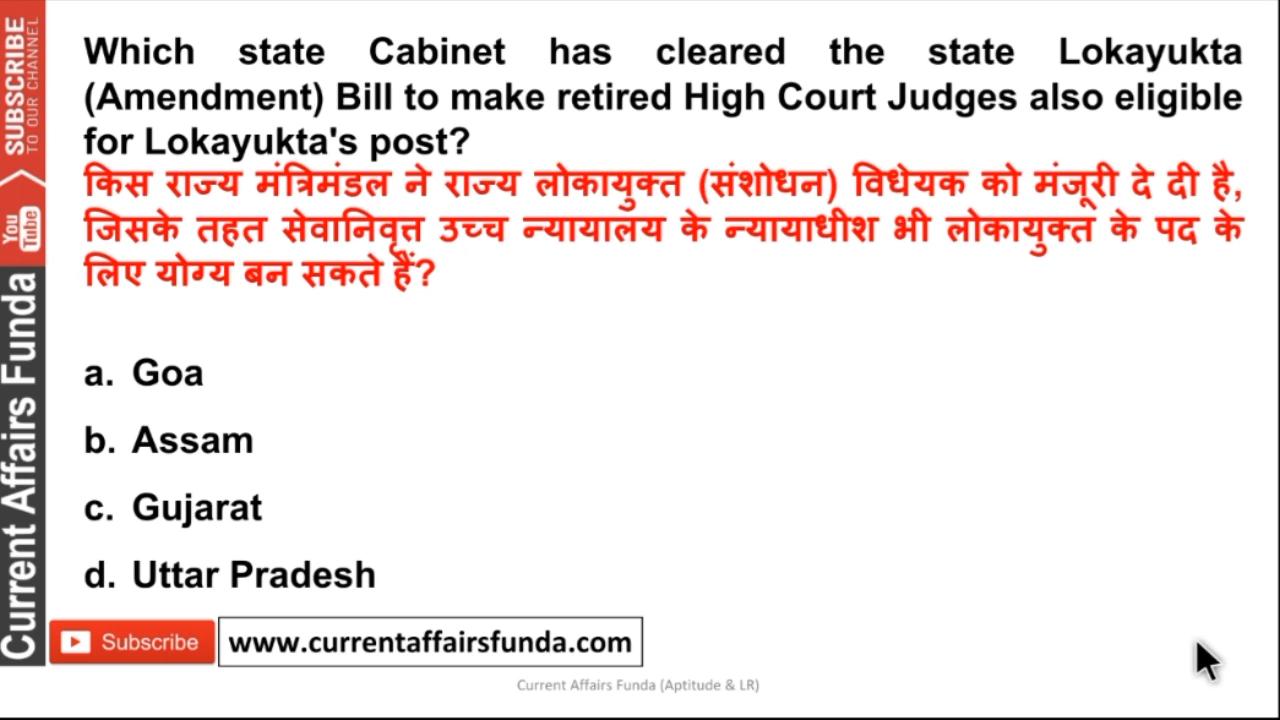 Which state Cabinet has cleared the state Lokayukta
(Amendment) Bill to make retired High Court Judges also eligible
for Lokayukta's post?
किस राज्य मंत्रिमंडल ने राज्य लोकायुक्त (संशोधन) विधेयक को मंजूरी दे दी है,
जिसके तहत सेवानिवृत्त उच्च न्यायालय के न्यायाधीश भी लोकायुक्त के पद के
लिए योग्य बन सकते हैं?
a. Goa
b. Assam
c. Gujarat
d. Uttar Pradesh
Subscribe
www.currentaffairsfunda.com
Current Affairs Funda (Aptitude & LR)
SUBSCRIBE
TO OUR CHANNEL
You
Tube
Current Affairs Funda